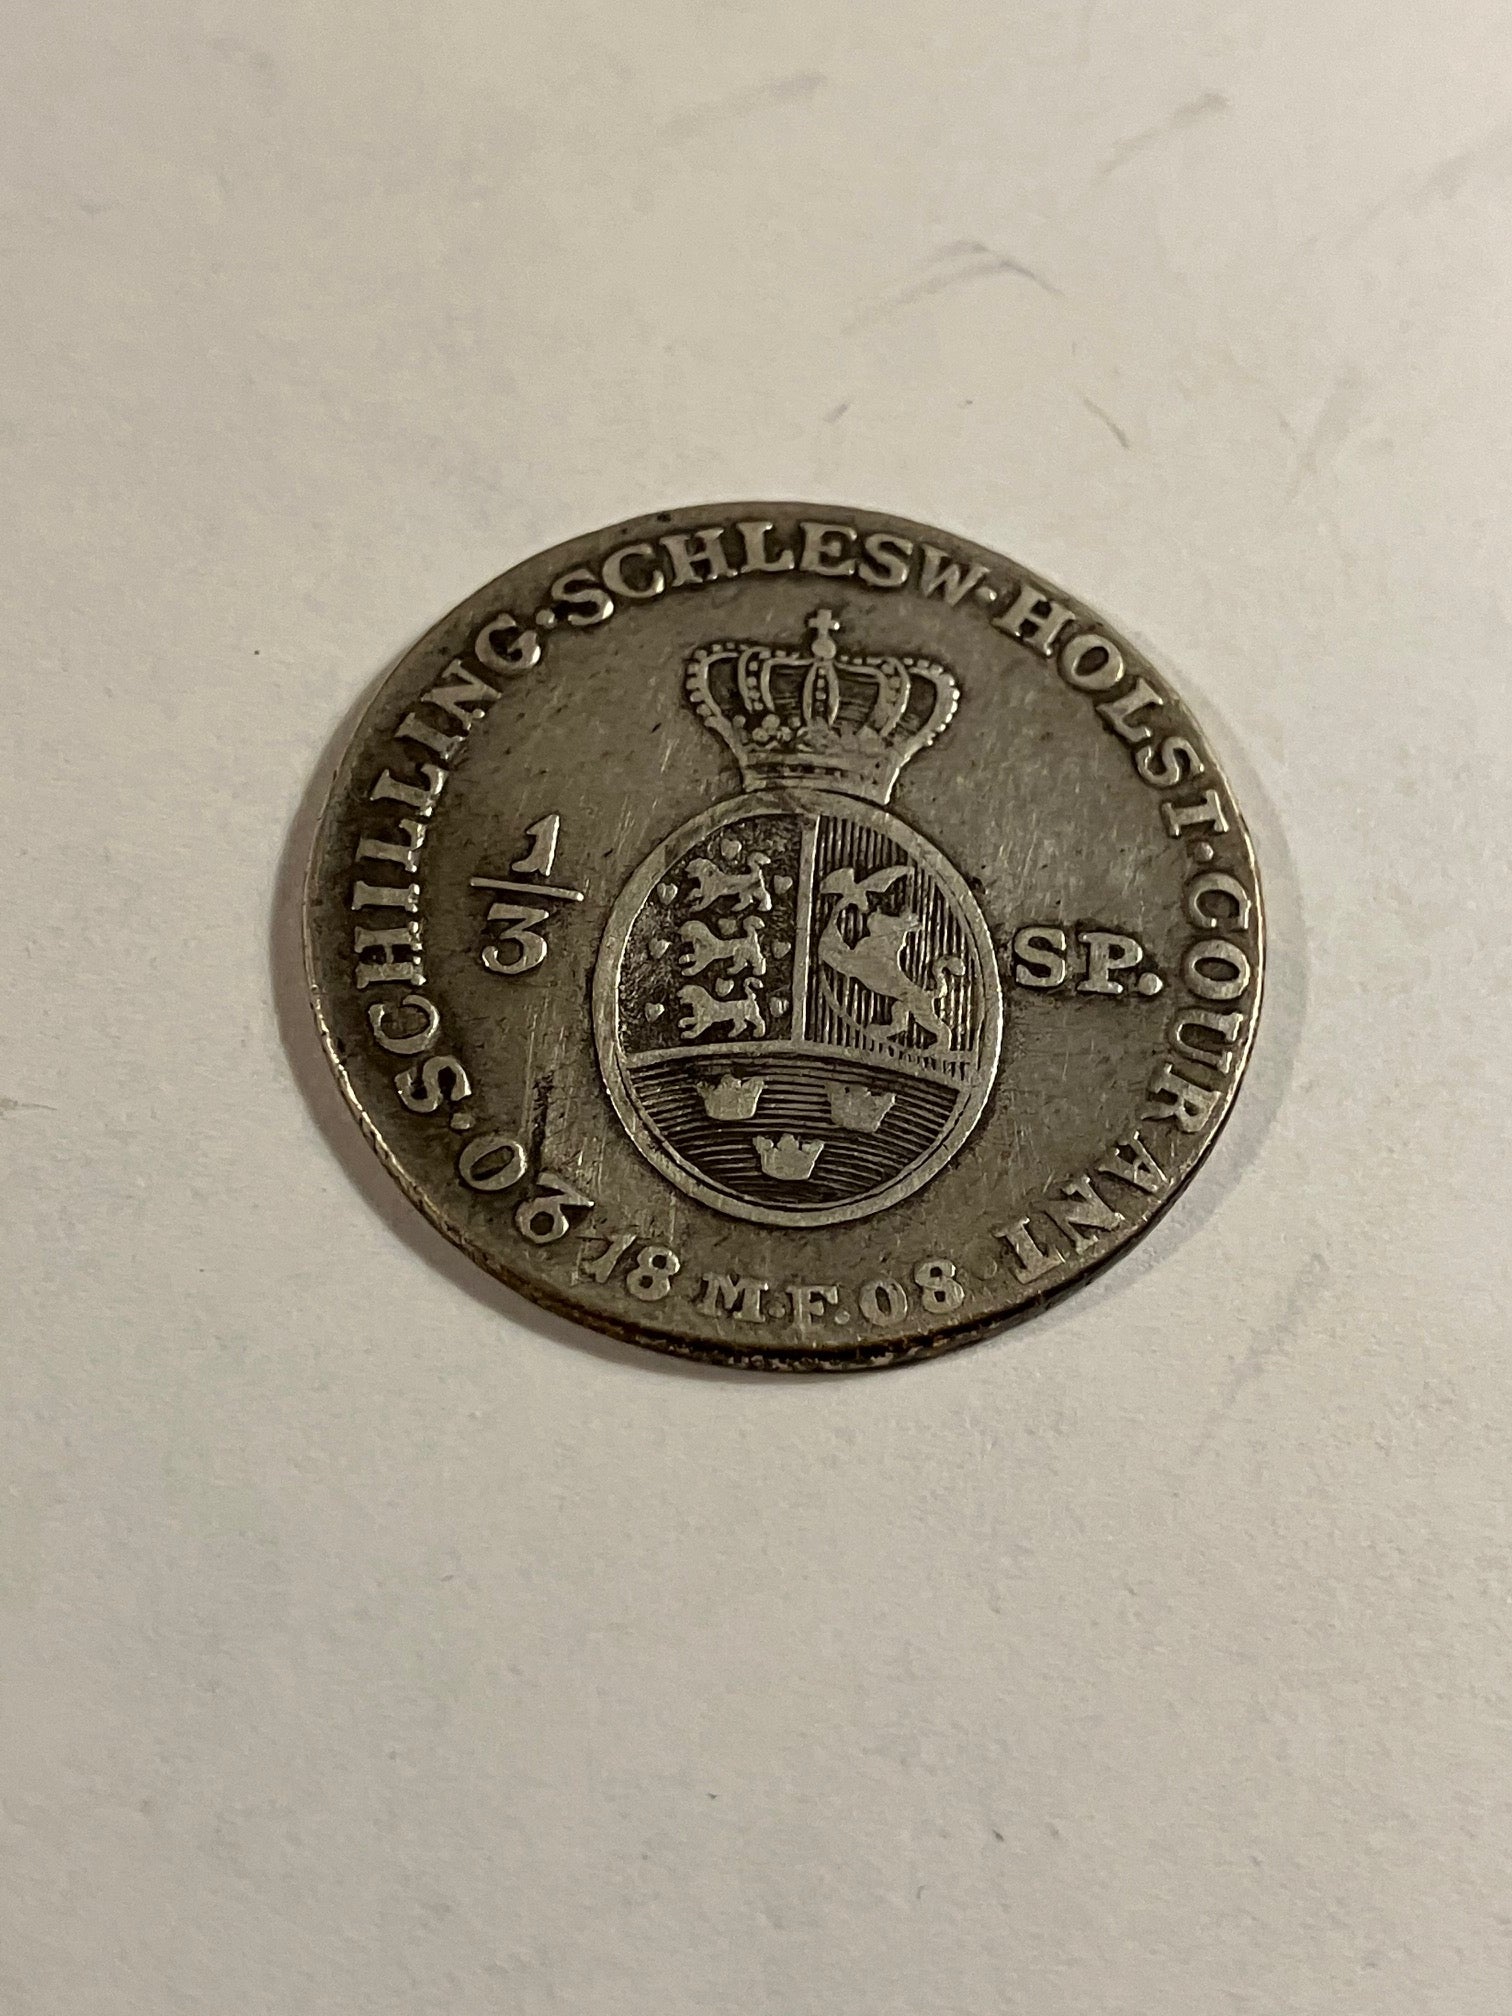 20·SCHILLING·SCHLESW·HOLST·COURANT·
1/3 SP.
18 M·F·08